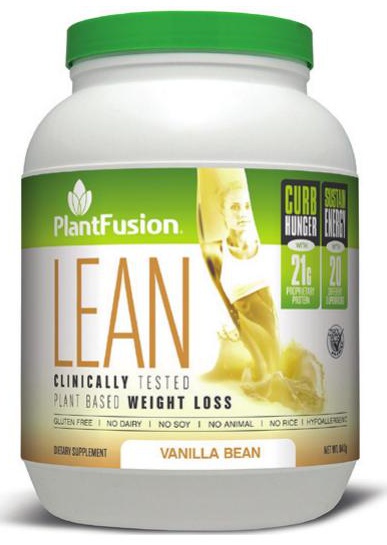 PlantFusion.
LEAN
CLINICALLY TESTED
PLANT BASED WEIGHT LOSS
GLUTEN FREE | NO DAIRY | NO SOY | NO ANIMAL | NO RICE | HYPOALLERGENIC
DIETARY SUPPLEMENT
VANILLA BEAN
NET WT.
CURB
HUNGER
WITH
21G
PROPRIETARY
PROTEIN
SUSTAIN
ENERGY
WITH
20